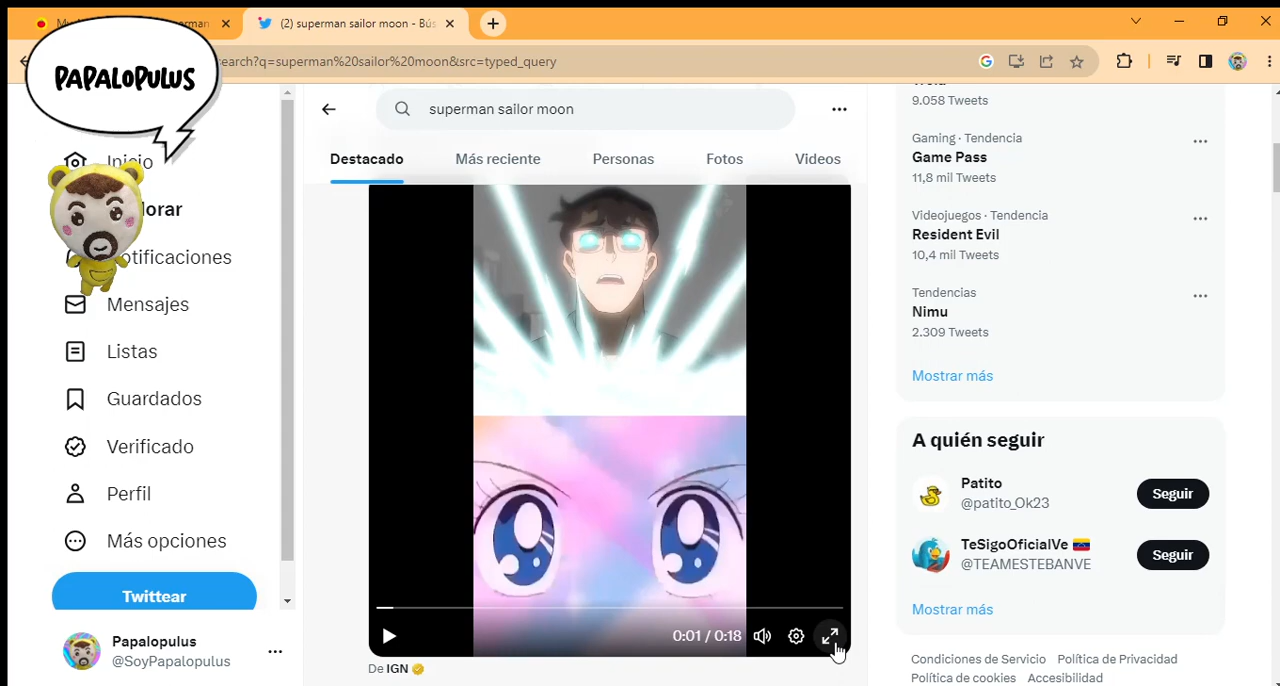 (2) superman sailor moon - Bús
PAPALOPULUS
earch?q=superman%20sailor%20moon&src=typed_query
superman sailor moon
Destacado
Más reciente
Personas
Fotos
Videos
Inicio
lorar
otificaciones
Mensajes
Listas
Guardados
Verificado
Perfil
Más opciones
Twittear
Papalopulus
@SoyPapalopulus
0:01 / 0:18
De IGN
9.058 Tweets
Gaming · Tendencia
Game Pass
11,8 mil Tweets
Videojuegos · Tendencia
Resident Evil
10,4 mil Tweets
Tendencias
Nimu
2.309 Tweets
Mostrar más
A quién seguir
Patito
@patito_Ok23
Seguir
TeSigoOficialVe
@TEAMESTEBANVE
Seguir
Mostrar más
Condiciones de Servicio
Política de Privacidad
Política de cookies
Accesibilidad